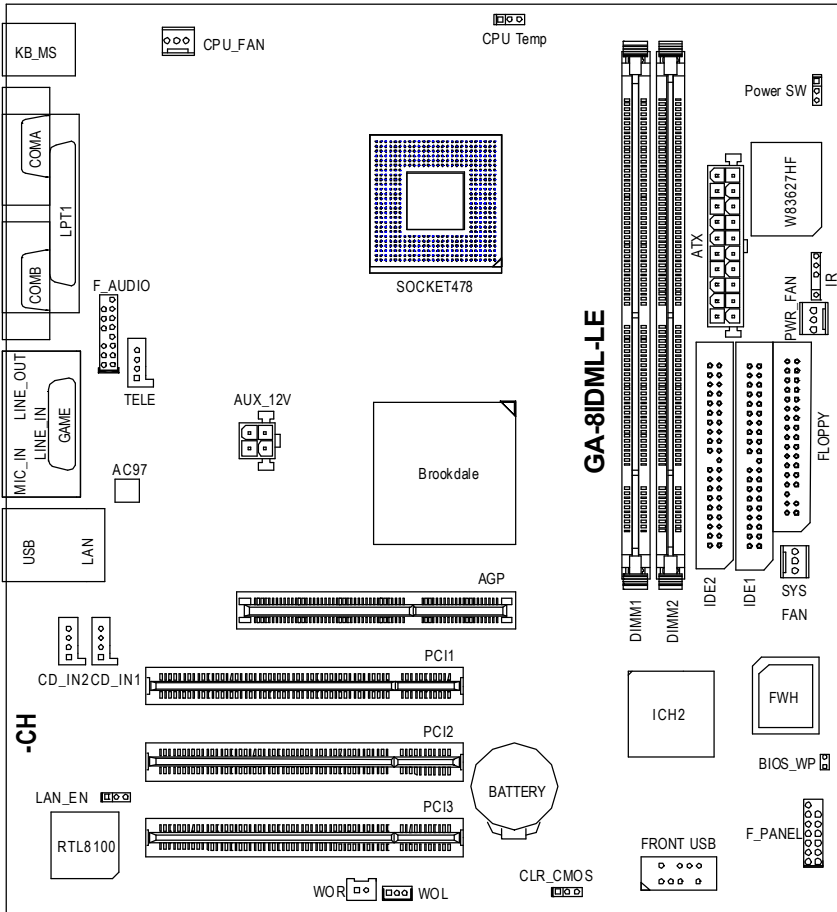 KB_MS
CPU_FAN
CPU Temp
Power SW
COMA
LPT1
COMB
W83627HF
ATX
SOCKET478
F_AUDIO
IR
PWR_FAN
GA-8IDML-LE
TELE
MIC_IN
LINE_OUT
LINE_IN
GAME
AUX_12V
FLOPPY
AC97
Brookdale
USB
LAN
AGP
DIMM1
DIMM2
IDE2
IDE1
SYS
FAN
CD_IN2
CD_IN1
PCI1
ICH2
FWH
-CH
PCI2
BIOS_WP
BATTERY
LAN_EN
PCI3
RTL8100
FRONT USB
F_PANEL
CLR_CMOS
WOR
WOL